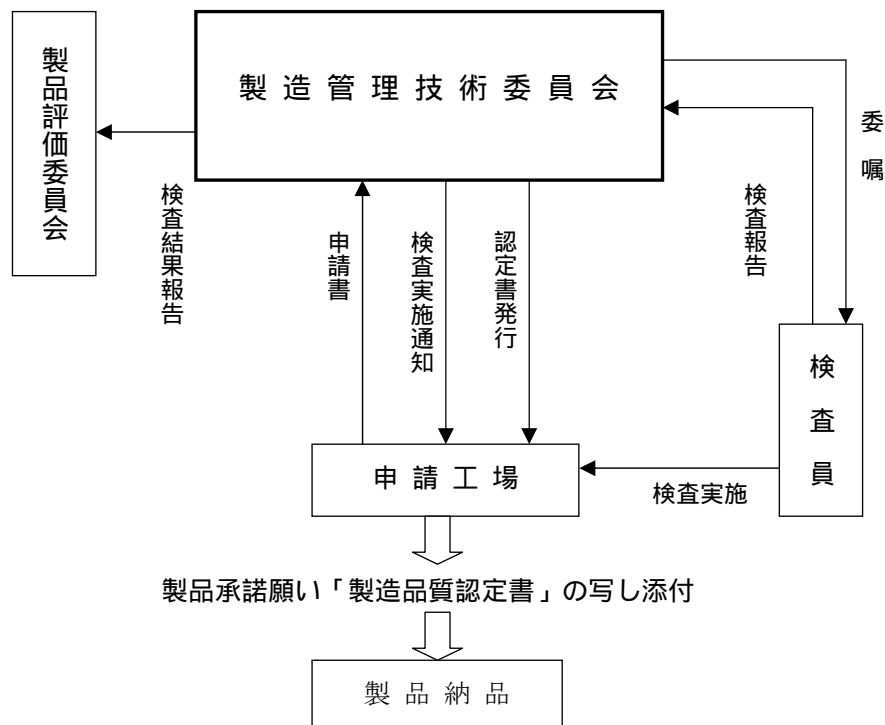 製品評価委員会
製造管理技術委員会
委嘱
検査報告
検査結果報告
申請書
検査実施通知
認定書発行
検査員
申請工場
検査実施
製品承諾願い「製造品質認定書」の写し添付
製品納品